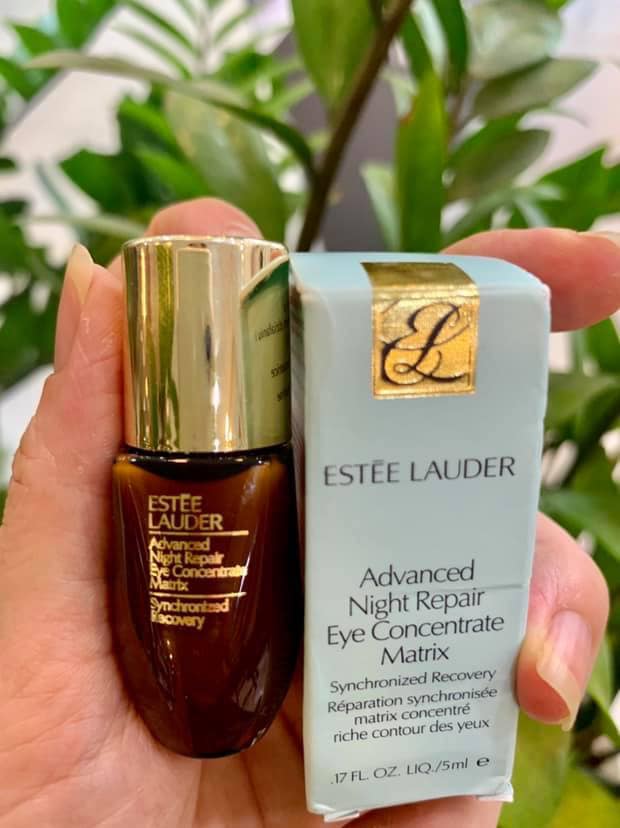 ESTĒE
LAUDER
Advanced
Night Repair
Eye Concentrate
Matrix
Synchronized
Recovery
EL
ESTĒE LAUDER
Advanced
Night Repair
Eye Concentrate
Matrix
Synchronized Recovery
Réparation synchronisée
matrix concentré
riche contour des yeux
.17 FL. OZ. LIQ./5ml ℮